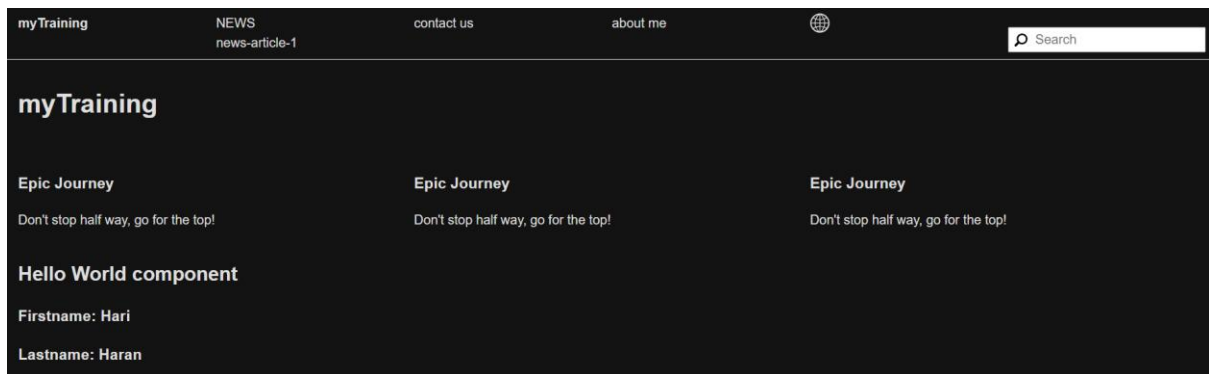 myTraining NEWS contact us about me
news-article-1
Search
myTraining
Epic Journey Epic Journey Epic Journey
Don't stop half way, go for the top! Don't stop half way, go for the top! Don't stop half way, go for the top!
Hello World component
Firstname: Hari
Lastname: Haran